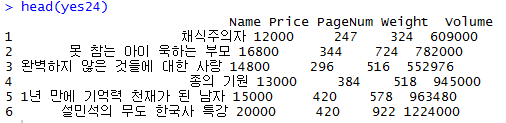 > head(yes24)
Name Price PageNum Weight Volume
1 채식주의자 12000 247 324 609000
2 못 참는 아이 욱하는 부모 16800 344 724 782000
3 완벽하지 않은 것들에 대한 사랑 14800 296 516 552976
4 종의 기원 13000 384 518 945000
5 1년 만에 기억력 천재가 된 남자 15000 420 578 963480
6 설민석의 무도 한국사 특강 20000 420 922 1224000